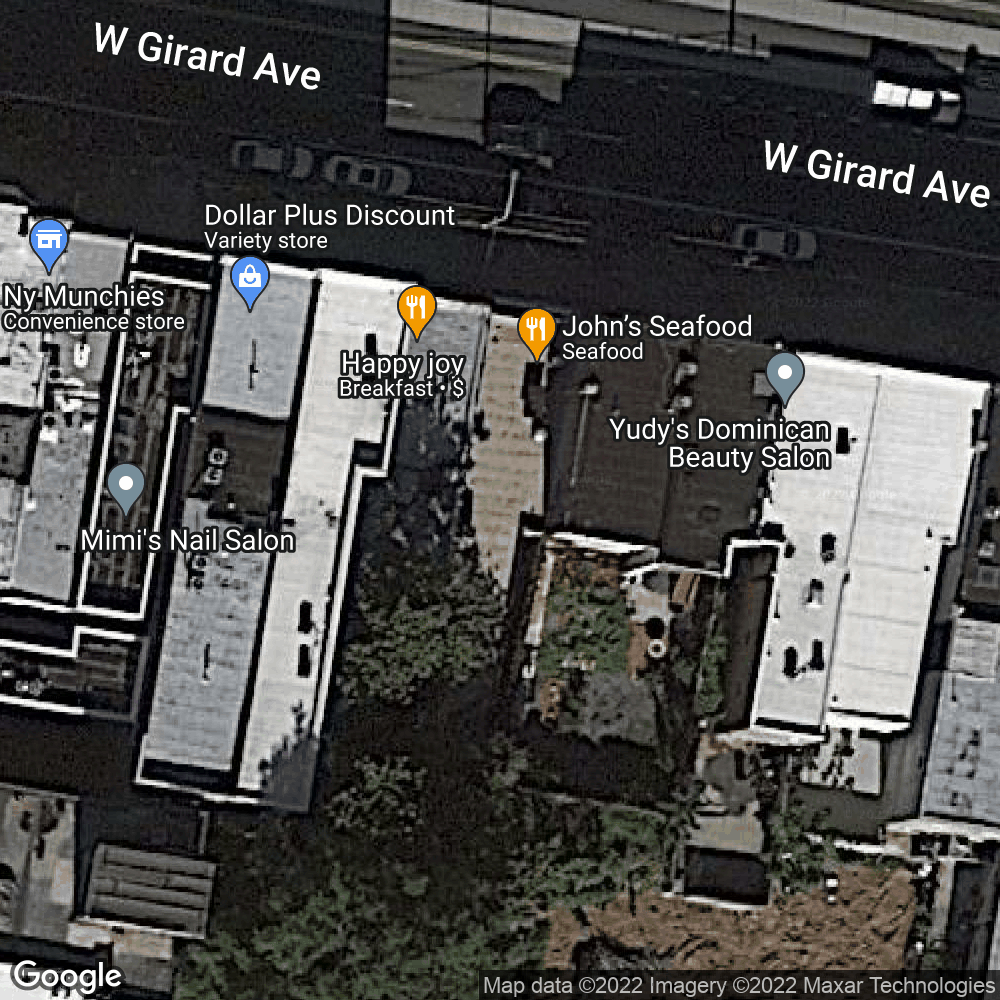 W Girard Ave
W Girard Ave
Dollar Plus Discount
Variety store
Ny Munchies
Convenience store
John's Seafood
Seafood
Happy joy
Breakfast • $
Yudy's Dominican
Beauty Salon
Mimi's Nail Salon
Google
Map data ©2022 Imagery ©2022 Maxar Technologies